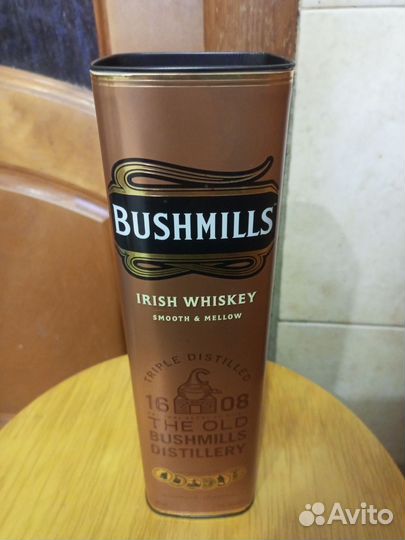 BUSHMILLS
IRISH WHISKEY
SMOOTH & MELLOW
TRIPLE DISTILLED
16 08
THE OLD
BUSHMILLS
DISTILLERY
Avito